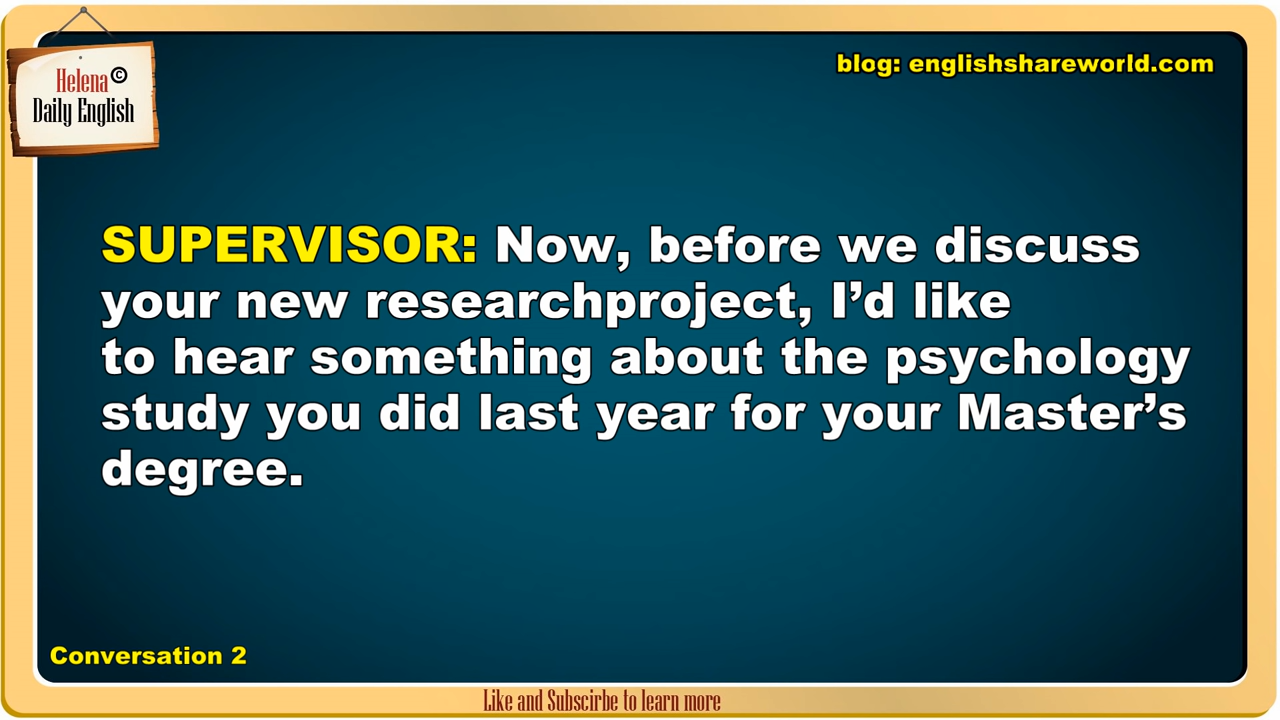 Helena©
Daily English
blog: englishshareworld.com
SUPERVISOR: Now, before we discuss
your new researchproject, I’d like
to hear something about the psychology
study you did last year for your Master’s
degree.
Conversation 2
Like and Subscirbe to learn more